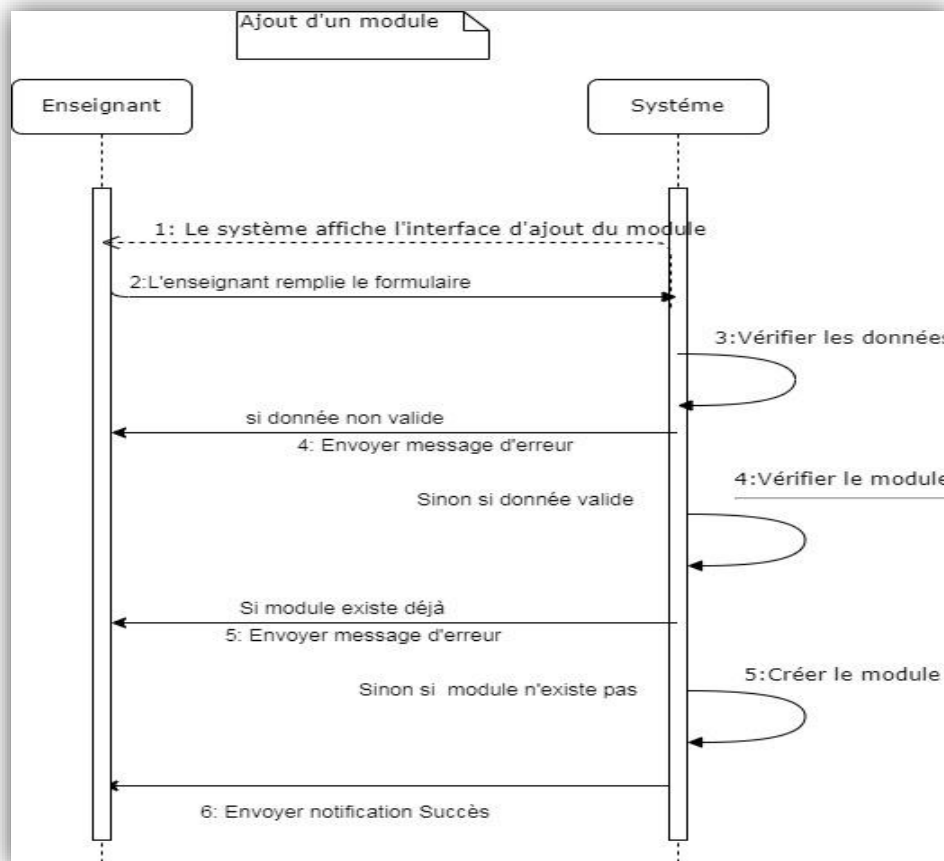 Ajout d'un module
Enseignant
Systéme
1: Le système affiche l'interface d'ajout du module
2:L'enseignant remplie le formulaire
3:Vérifier les données
si donnée non valide
4: Envoyer message d'erreur
4:Vérifier le module
Sinon si donnée valide
Si module existe déjà
5: Envoyer message d'erreur
5:Créer le module
Sinon si module n'existe pas
6: Envoyer notification Succès